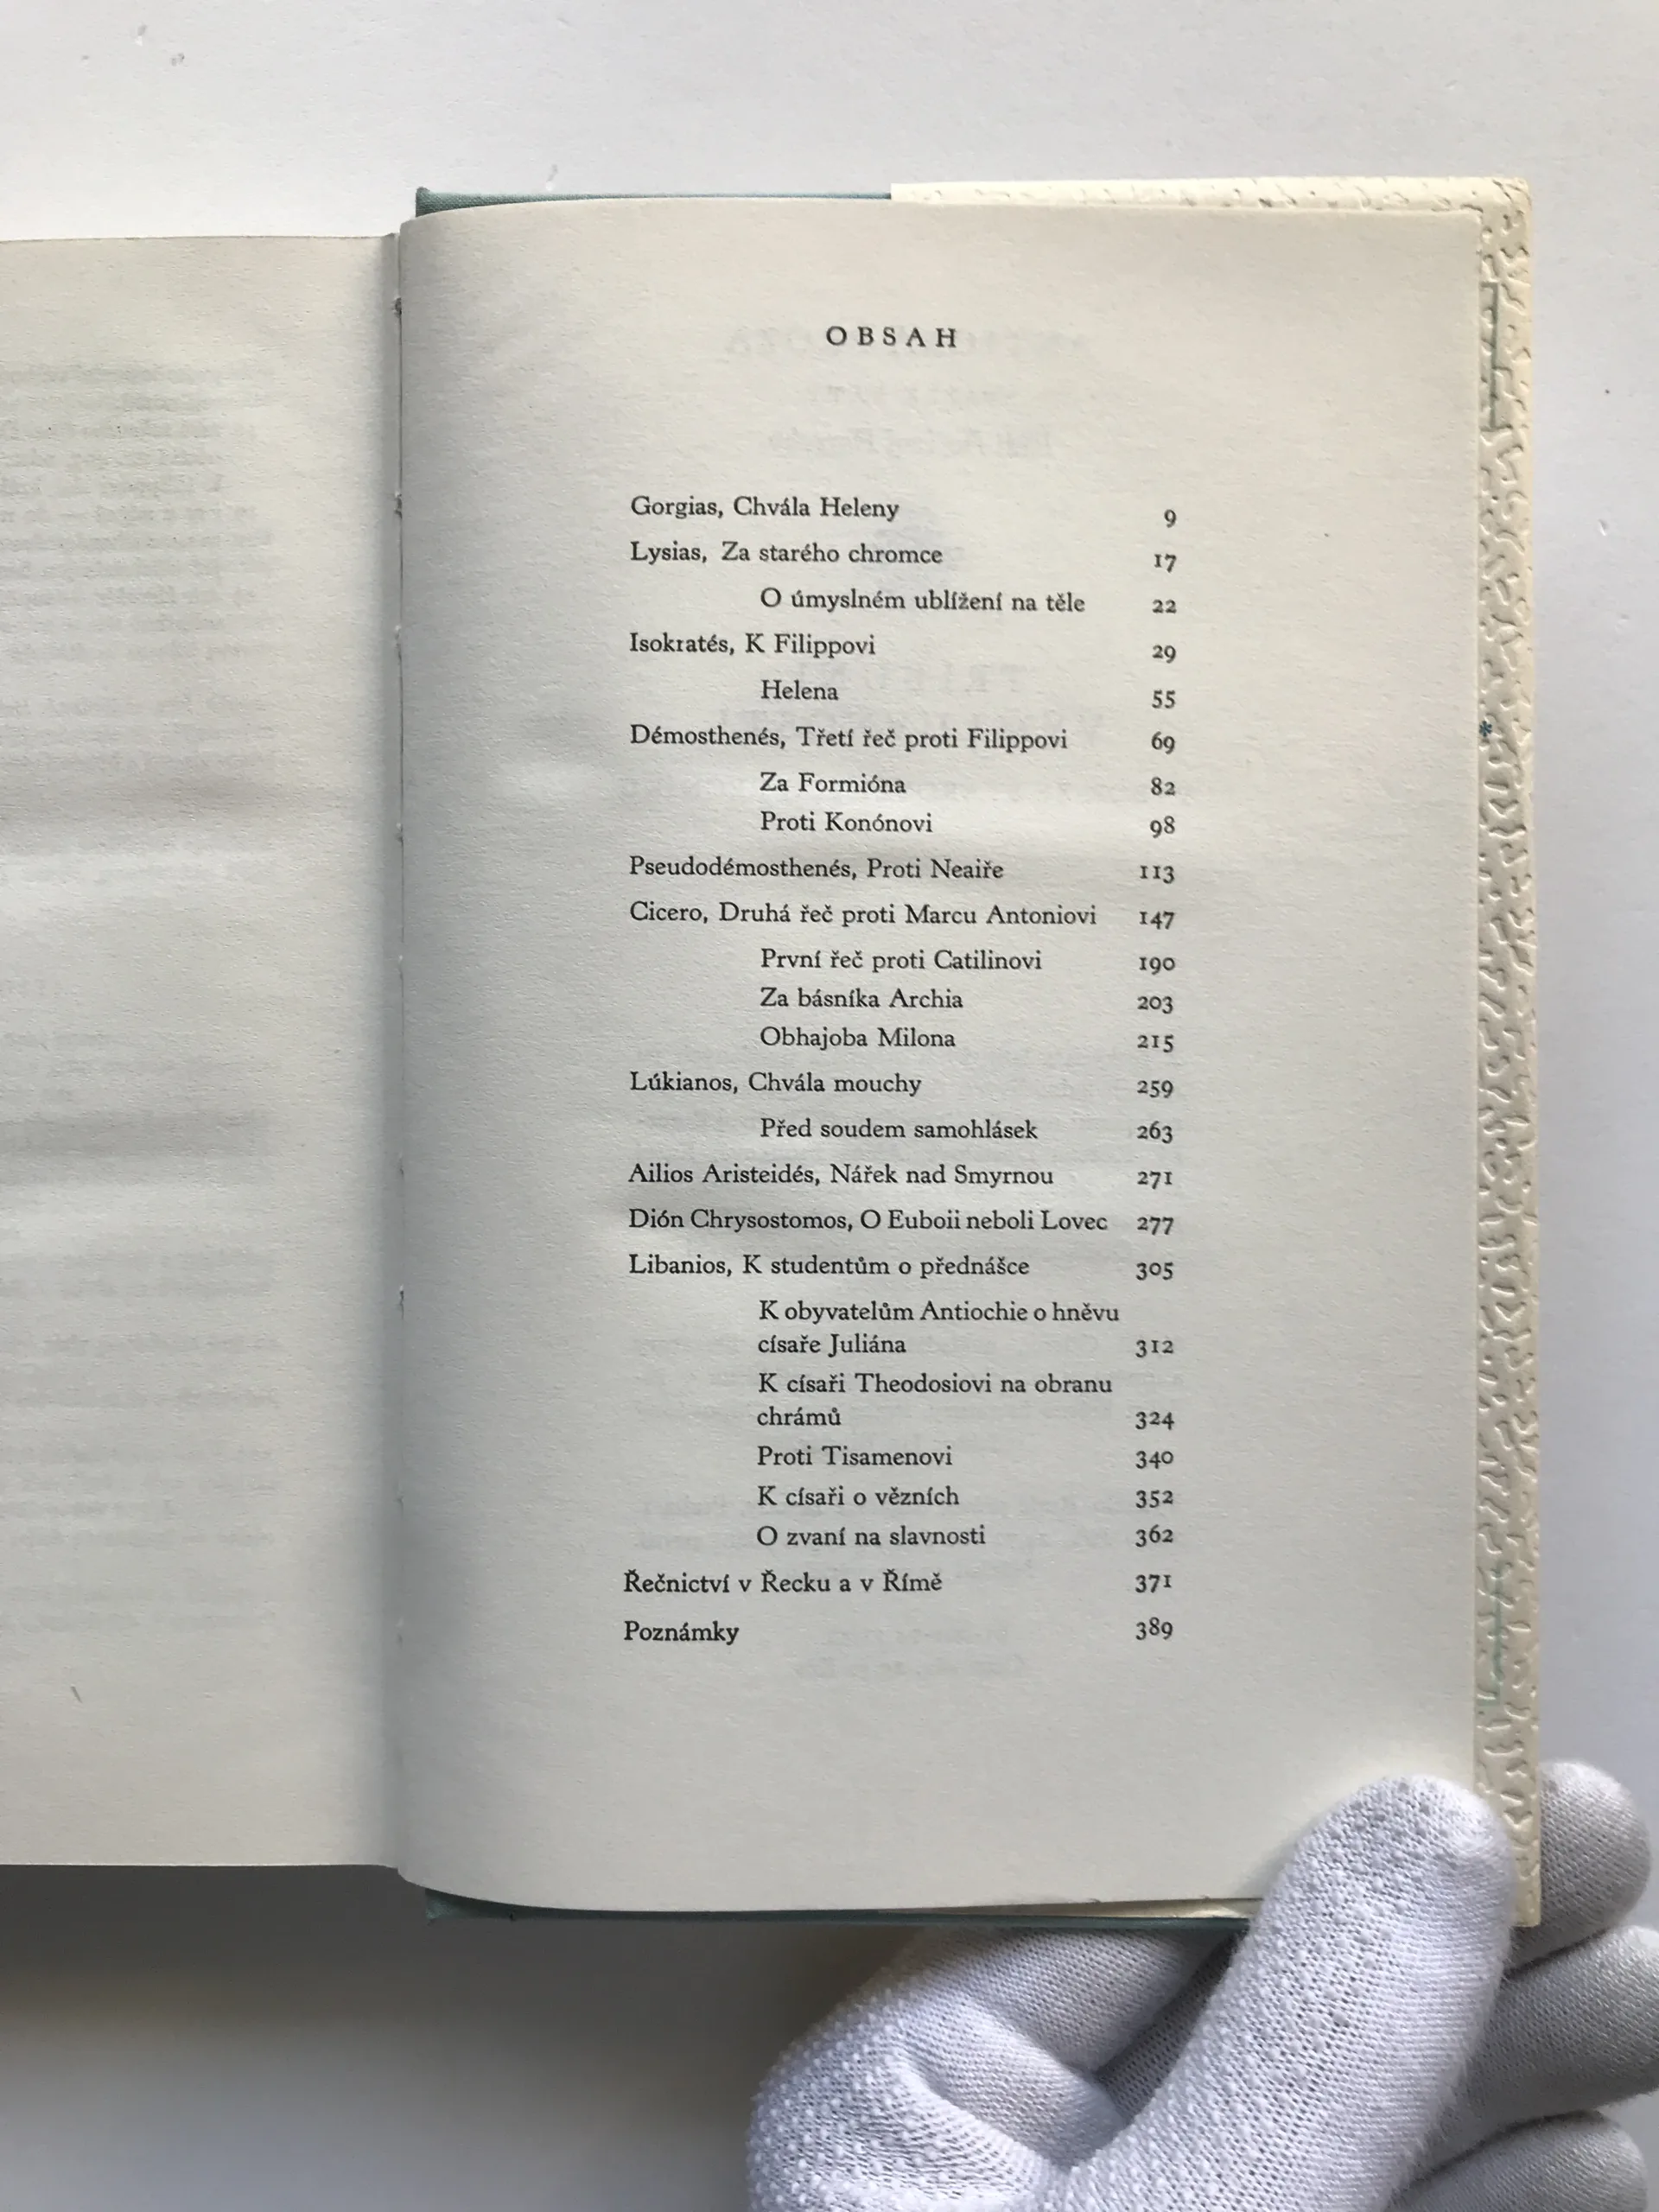 OBSAH
Gorgias, Chvála Heleny 9
Lysias, Za starého chromce 17
O úmyslném ublížení na těle 22
Isokratés, K Filippovi 29
Helena 55
Démosthenés, Třetí řeč proti Filippovi 69
Za Formióna 82
Proti Konónovi 98
Pseudodémosthenés, Proti Neaiře 113
Cicero, Druhá řeč proti Marcu Antoniovi 147
První řeč proti Catilinovi 190
Za básníka Archia 203
Obhajoba Milona 215
Lúkianos, Chvála mouchy 259
Před soudem samohlásek 263
Ailios Aristeidés, Nářek nad Smyrnou 271
Dión Chrysostomos, O Euboii neboli Lovec 277
Libanios, K studentům o přednášce 305
K obyvatelům Antiochie o hněvu
císaře Juliána 312
K císaři Theodosiovi na obranu
chrámů 324
Proti Tisamenovi 340
K císaři o vězních 352
O zvaní na slavnosti 362
Řečnictví v Řecku a v Římě 371
Poznámky 389